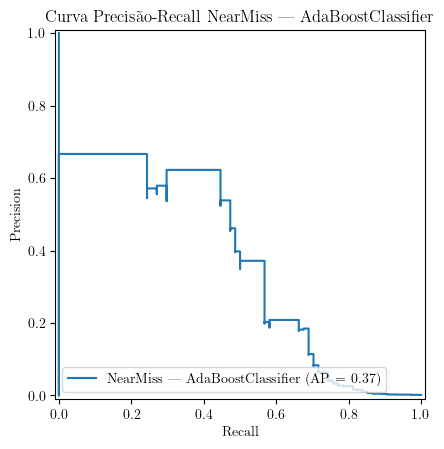 Curva Precisão-Recall NearMiss — AdaBoostClassifier
1.0
0.8
0.6
0.4
0.2
0.0
Precision
NearMiss — AdaBoostClassifier (AP = 0.37)
0.0 0.2 0.4 0.6 0.8 1.0
Recall